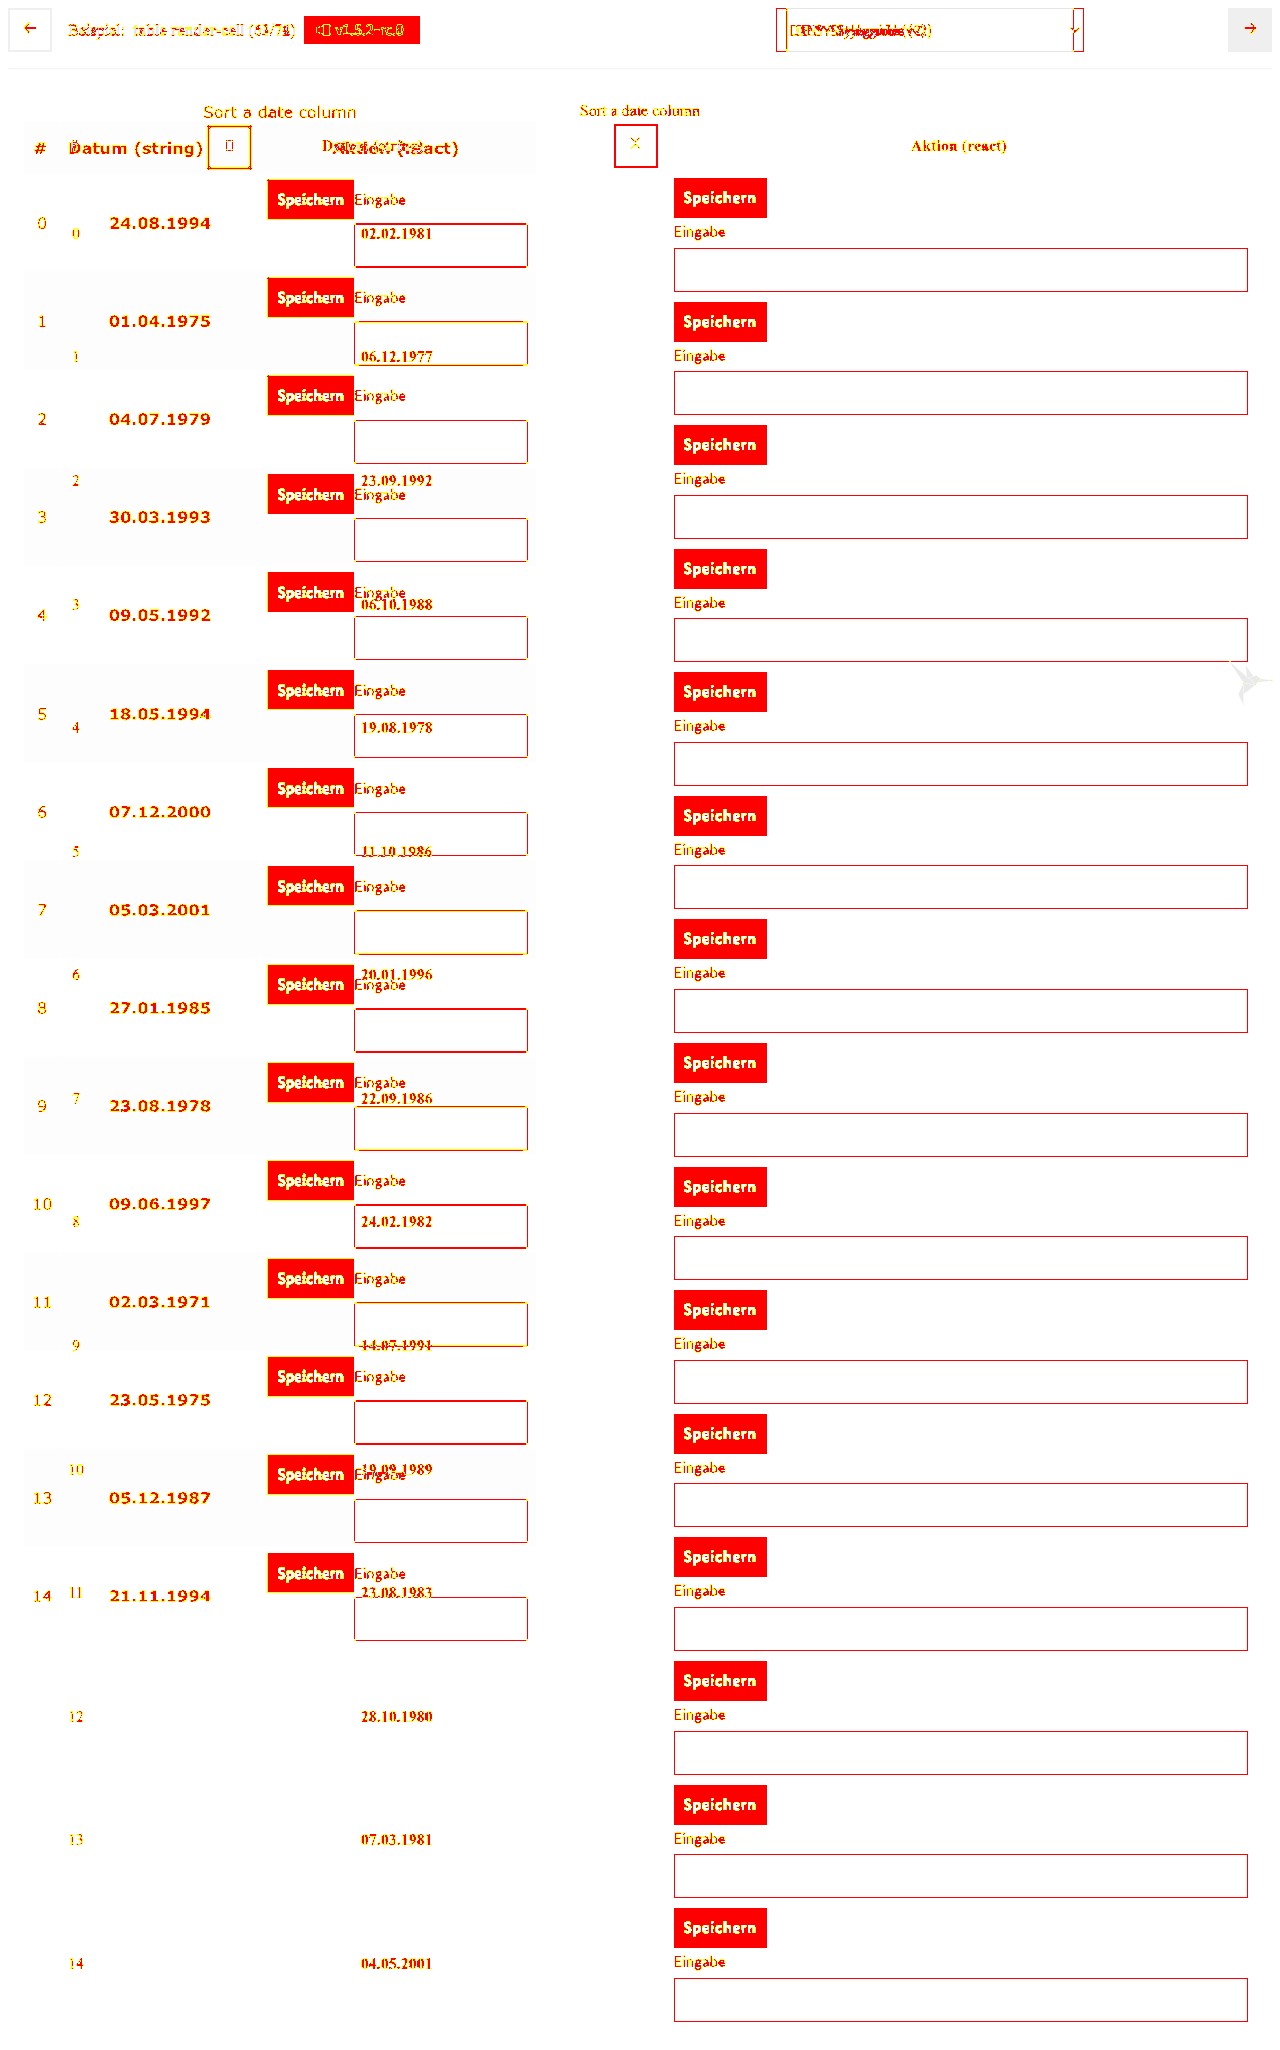 Beispiel: table render-cell
v1.5.2-rc.0
Sort a date column
Sort a date column
# Datum (string)
Aktion (react)
Speichern Eingabe
0 24.08.1994
0 02.02.1981
Speichern
Eingabe
Speichern Eingabe
1 01.04.1975
1 06.12.1977
Speichern
Eingabe
Speichern Eingabe
2 04.07.1979
2 23.09.1992
Speichern
Eingabe
Speichern Eingabe
3 30.03.1993
3 06.10.1988
Speichern
Eingabe
Speichern Eingabe
4 09.05.1992
4 19.08.1978
Speichern
Eingabe
Speichern Eingabe
5 18.05.1994
5 11.10.1986
Speichern
Eingabe
Speichern Eingabe
6 07.12.2000
6 20.01.1996
Speichern
Eingabe
Speichern Eingabe
7 05.03.2001
7 22.09.1986
Speichern
Eingabe
Speichern Eingabe
8 27.01.1985
8 24.02.1982
Speichern
Eingabe
Speichern Eingabe
9 23.08.1978
9 14.07.1991
Speichern
Eingabe
Speichern Eingabe
10 09.06.1997
10 19.09.1989
Speichern
Eingabe
Speichern Eingabe
11 02.03.1971
11 23.08.1983
Speichern
Eingabe
Speichern Eingabe
12 23.05.1975
12 28.10.1980
Speichern
Eingabe
Speichern Eingabe
13 05.12.1987
13 07.03.1981
Speichern
Eingabe
Speichern Eingabe
14 21.11.1994
14 04.05.2001
Speichern
Eingabe